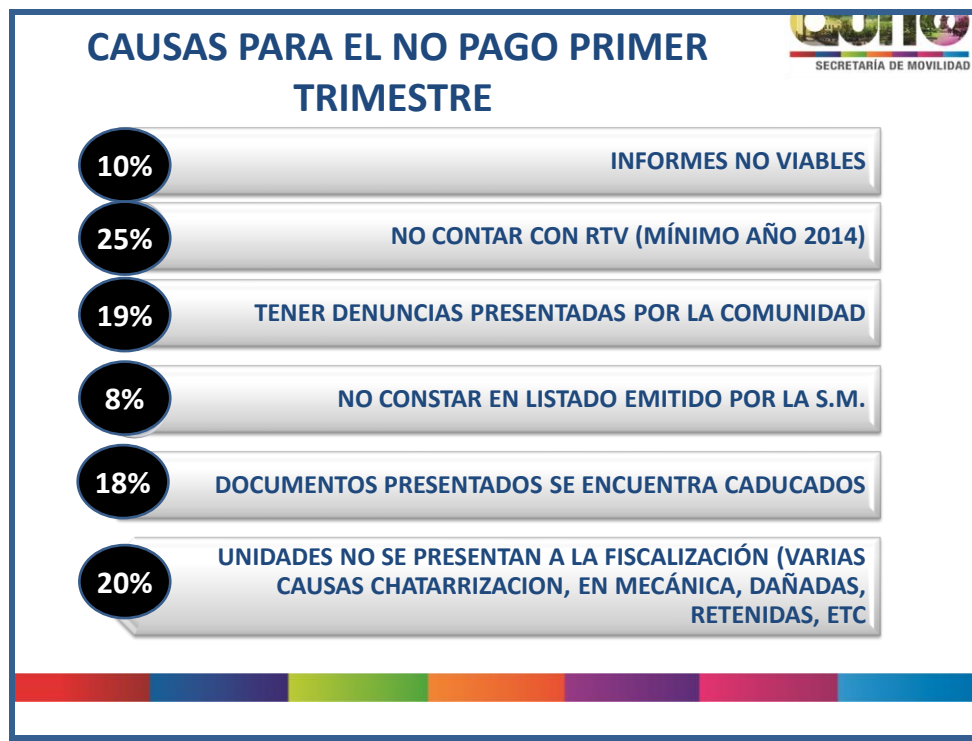 CAUSAS PARA EL NO PAGO PRIMER
TRIMESTRE
SECRETARÍA DE MOVILIDAD
10%
INFORMES NO VIABLES
25%
NO CONTAR CON RTV (MÍNIMO AÑO 2014)
19%
TENER DENUNCIAS PRESENTADAS POR LA COMUNIDAD
8%
NO CONSTAR EN LISTADO EMITIDO POR LA S.M.
18%
DOCUMENTOS PRESENTADOS SE ENCUENTRA CADUCADOS
20%
UNIDADES NO SE PRESENTAN A LA FISCALIZACIÓN (VARIAS
CAUSAS CHATARRIZACION, EN MECÁNICA, DAÑADAS,
RETENIDAS, ETC